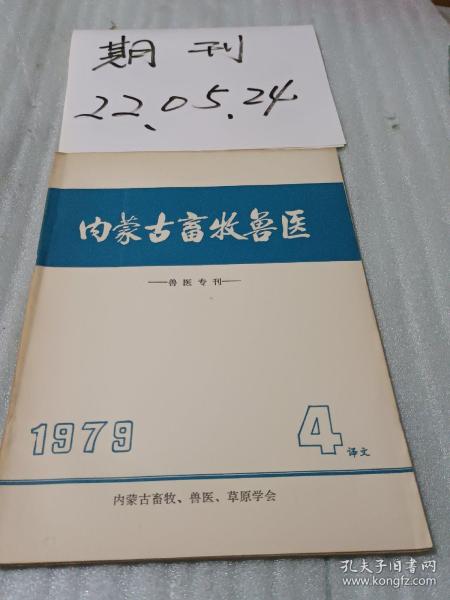 期刊
22.05.24
内蒙古畜牧兽医
——兽医专刊——
1979
4
译文
内蒙古畜牧、兽医、草原学会
孔夫子旧书网
www.kongfz.com